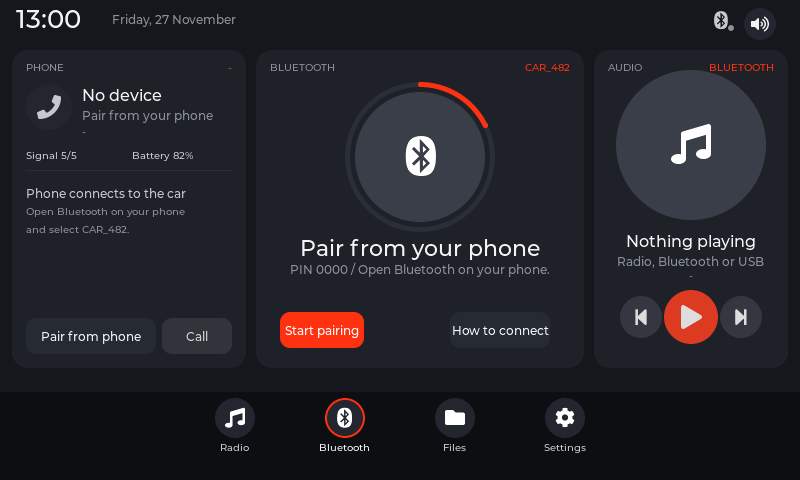 13:00
Friday, 27 November
PHONE
-
No device
Pair from your phone
-
Signal 5/5
Battery 82%
Phone connects to the car
Open Bluetooth on your phone
and select CAR_482.
Pair from phone
Call
BLUETOOTH
CAR_482
Pair from your phone
PIN 0000 / Open Bluetooth on your phone.
Start pairing
How to connect
AUDIO
BLUETOOTH
Nothing playing
Radio, Bluetooth or USB
-
Radio
Bluetooth
Files
Settings